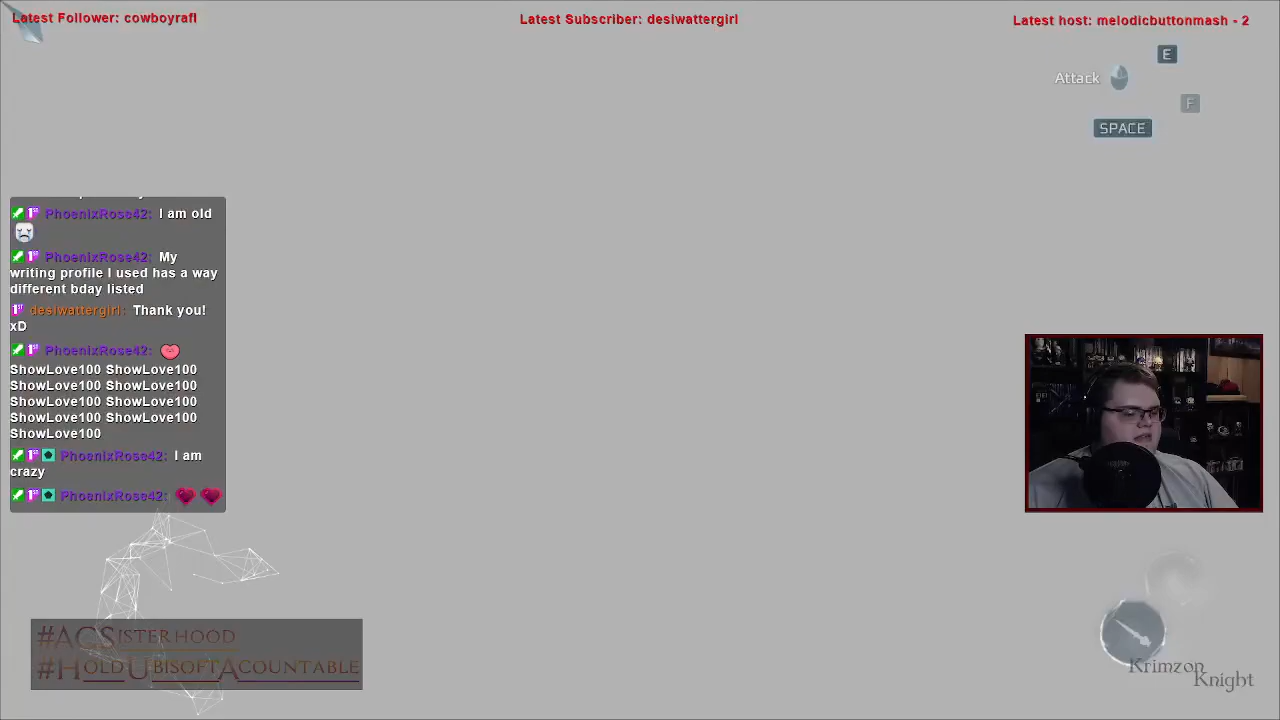 Latest Follower: cowboyrafi
Latest Subscriber: desiwattergirl
Latest host: melodicbuttonmash - 2
E
Attack
F
SPACE
PhoenixRose42: I am old
PhoenixRose42: My
writing profile I used has a way
different bday listed
desiwattergirl: Thank you!
xD
PhoenixRose42:
ShowLove100 ShowLove100
ShowLove100 ShowLove100
ShowLove100 ShowLove100
ShowLove100 ShowLove100
ShowLove100
PhoenixRose42: I am
crazy
PhoenixRose42:
#ACSisterhood
#HoldUbisoftAcountable
Krimzon
Knight